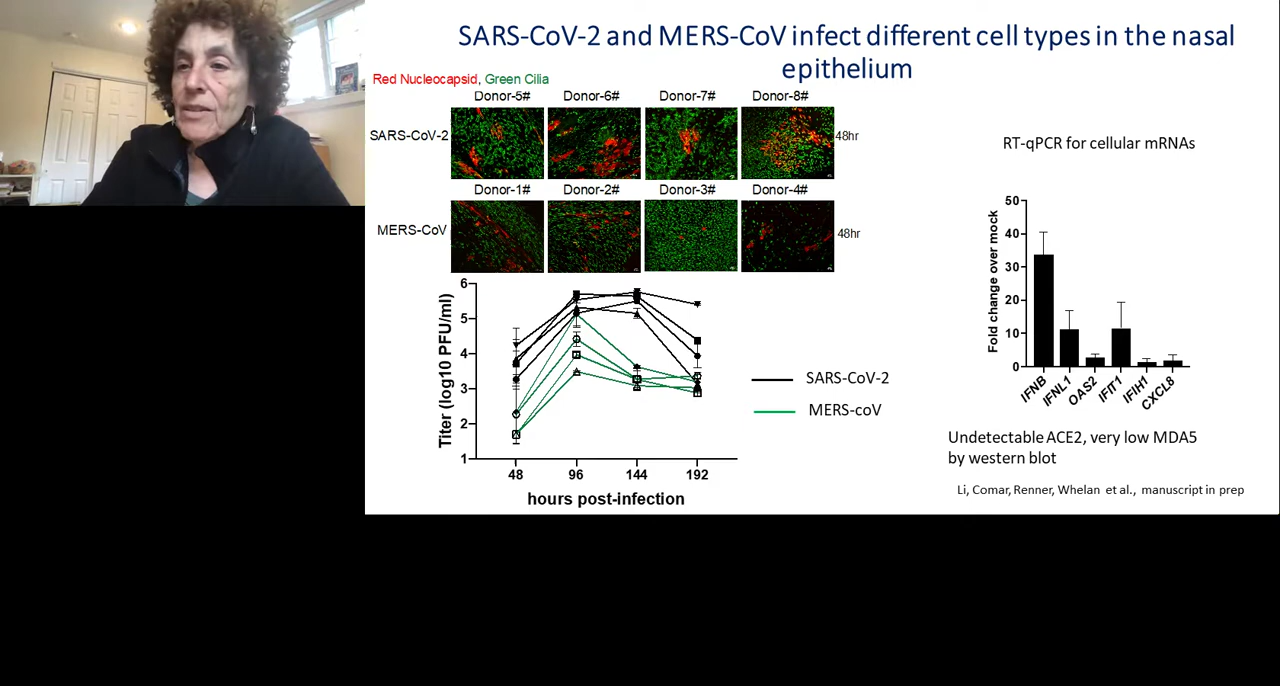 SARS-CoV-2 and MERS-CoV infect different cell types in the nasal
epithelium
Red Nucleocapsid, Green Cilia
Donor-5# Donor-6# Donor-7# Donor-8#
SARS-CoV-2
48hr
Donor-1# Donor-2# Donor-3# Donor-4#
MERS-CoV
48hr
Titer (log10 PFU/ml)
6
5
4
3
2
1
48 96 144 192
hours post-infection
SARS-CoV-2
MERS-coV
RT-qPCR for cellular mRNAs
Fold change over mock
50
40
30
20
10
0
IFNB IFNL1 OAS2 IFIT1 IFIH1 CXCL8
Undetectable ACE2, very low MDA5
by western blot
Li, Comar, Renner, Whelan et al., manuscript in prep